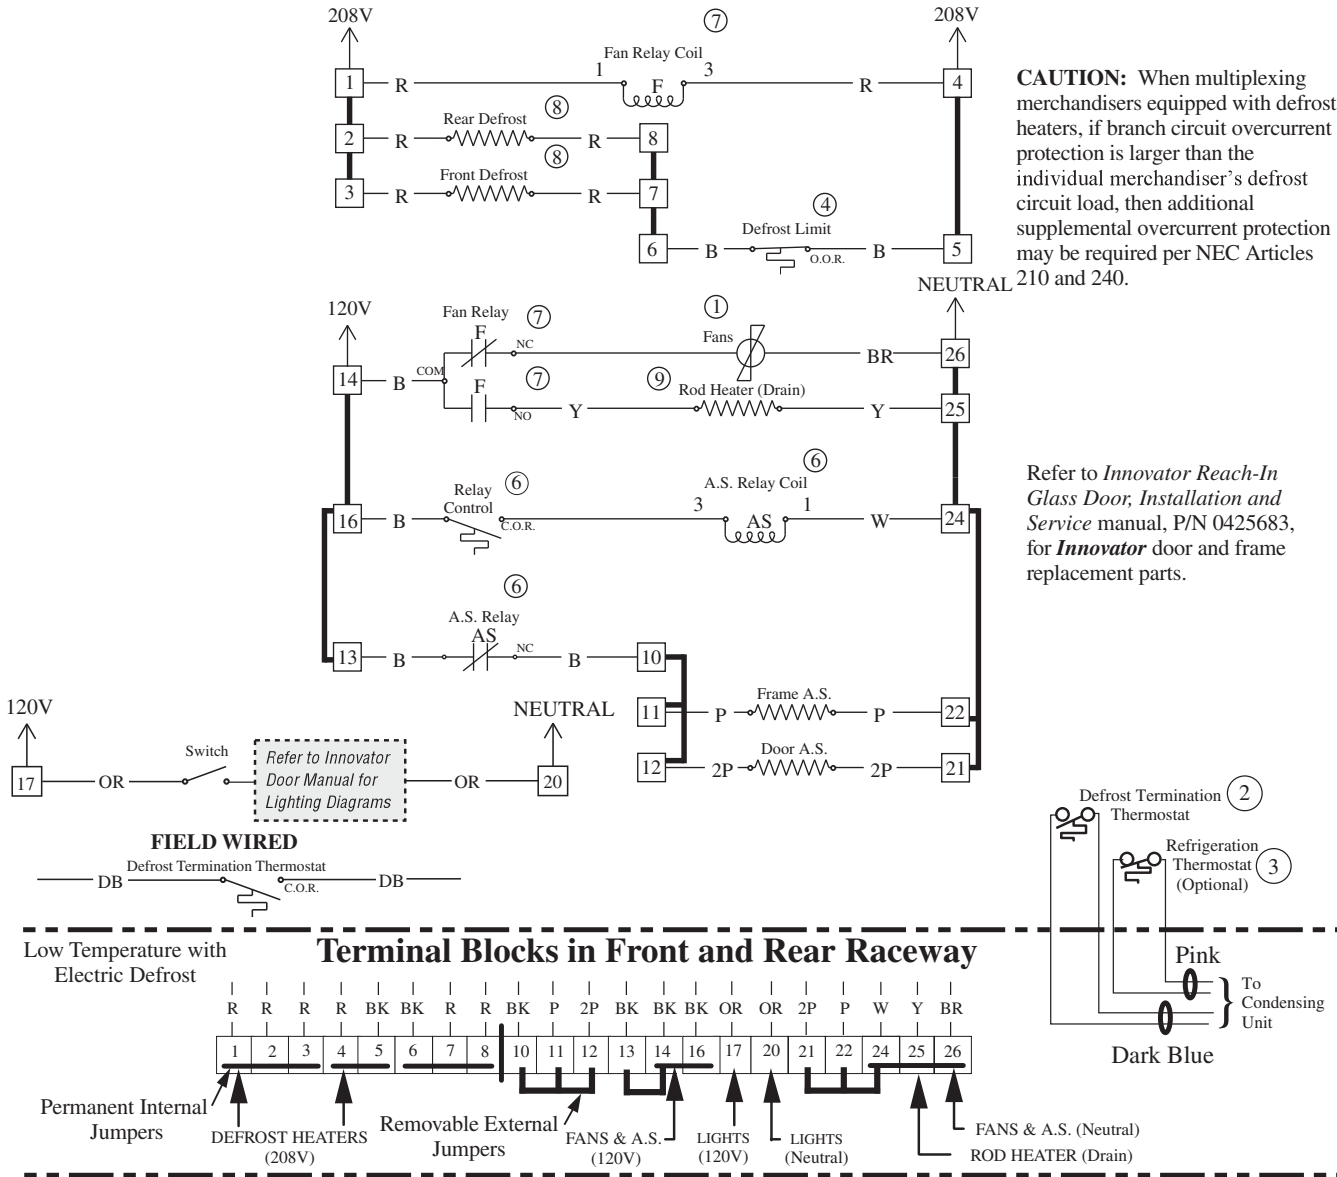 208V
7
208V
Fan Relay Coil
1
3
1
R
F
R
4
CAUTION: When multiplexing
merchandisers equipped with defrost
heaters, if branch circuit overcurrent
protection is larger than the
individual merchandiser's defrost
circuit load, then additional
supplemental overcurrent protection
may be required per NEC Articles
210 and 240.
8
Rear Defrost
2
R
R
8
8
Front Defrost
3
R
R
7
4
Defrost Limit
6
B
O.O.R.
B
5
NEUTRAL
120V
Fan Relay
7
1
F
NC
Fans
BR
26
14
B
COM
F
7
9
Rod Heater (Drain)
NO
Y
Y
25
Relay
Control
6
A.S. Relay Coil
6
3
1
16
B
C.O.R.
AS
W
24
Refer to Innovator Reach-In
Glass Door, Installation and
Service manual, P/N 0425683,
for Innovator door and frame
replacement parts.
6
A.S. Relay
AS
13
B
NC
B
10
Frame A.S.
11
P
P
22
Door A.S.
12
2P
2P
21
120V
NEUTRAL
Switch
17
OR
Refer to Innovator
Door Manual for
Lighting Diagrams
OR
20
FIELD WIRED
Defrost Termination Thermostat
DB
C.O.R.
DB
Defrost Termination
Thermostat
2
Refrigeration
Thermostat
(Optional)
3
Pink
To
Condensing
Unit
Dark Blue
Low Temperature with
Electric Defrost
Terminal Blocks in Front and Rear Raceway
R R R R BK BK R R BK P 2P BK BK BK OR OR 2P P W Y BR
1 2 3 4 5 6 7 8 10 11 12 13 14 16 17 20 21 22 24 25 26
Permanent Internal
Jumpers
DEFROST HEATERS
(208V)
Removable External
Jumpers
FANS & A.S.
(120V)
LIGHTS
(120V)
LIGHTS
(Neutral)
FANS & A.S. (Neutral)
ROD HEATER (Drain)